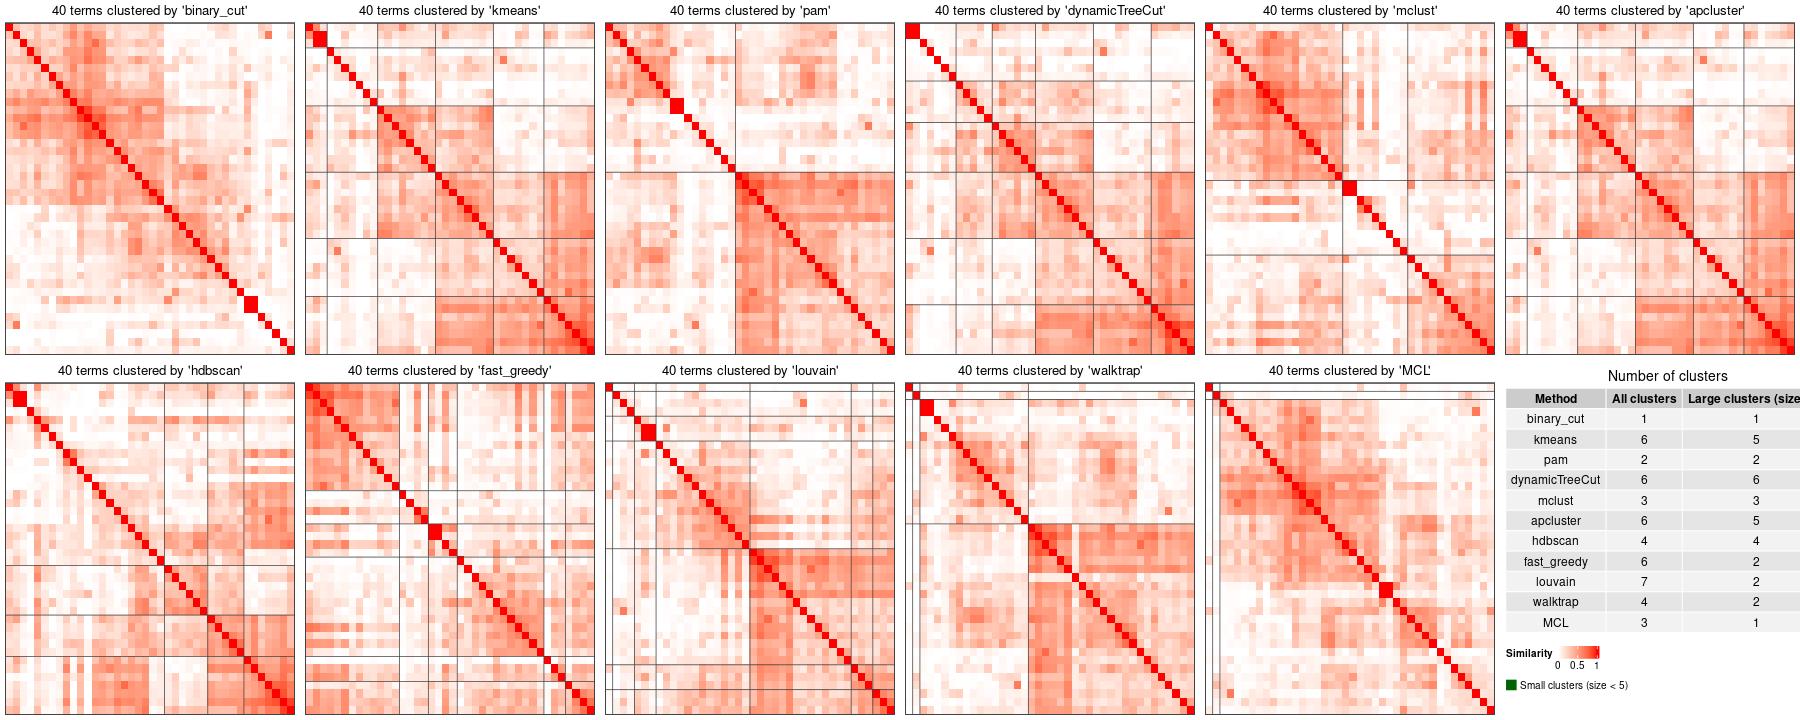 40 terms clustered by 'binary_cut'
40 terms clustered by 'kmeans'
40 terms clustered by 'pam'
40 terms clustered by 'dynamicTreeCut'
40 terms clustered by 'mclust'
40 terms clustered by 'apcluster'
40 terms clustered by 'hdbscan'
40 terms clustered by 'fast_greedy'
40 terms clustered by 'louvain'
40 terms clustered by 'walktrap'
40 terms clustered by 'MCL'
Number of clusters
Method All clusters Large clusters (size
binary_cut 1 1
kmeans 6 5
pam 2 2
dynamicTreeCut 6 6
mclust 3 3
apcluster 6 5
hdbscan 4 4
fast_greedy 6 2
louvain 7 2
walktrap 4 2
MCL 3 1
Similarity
0 0.5 1
Small clusters (size < 5)